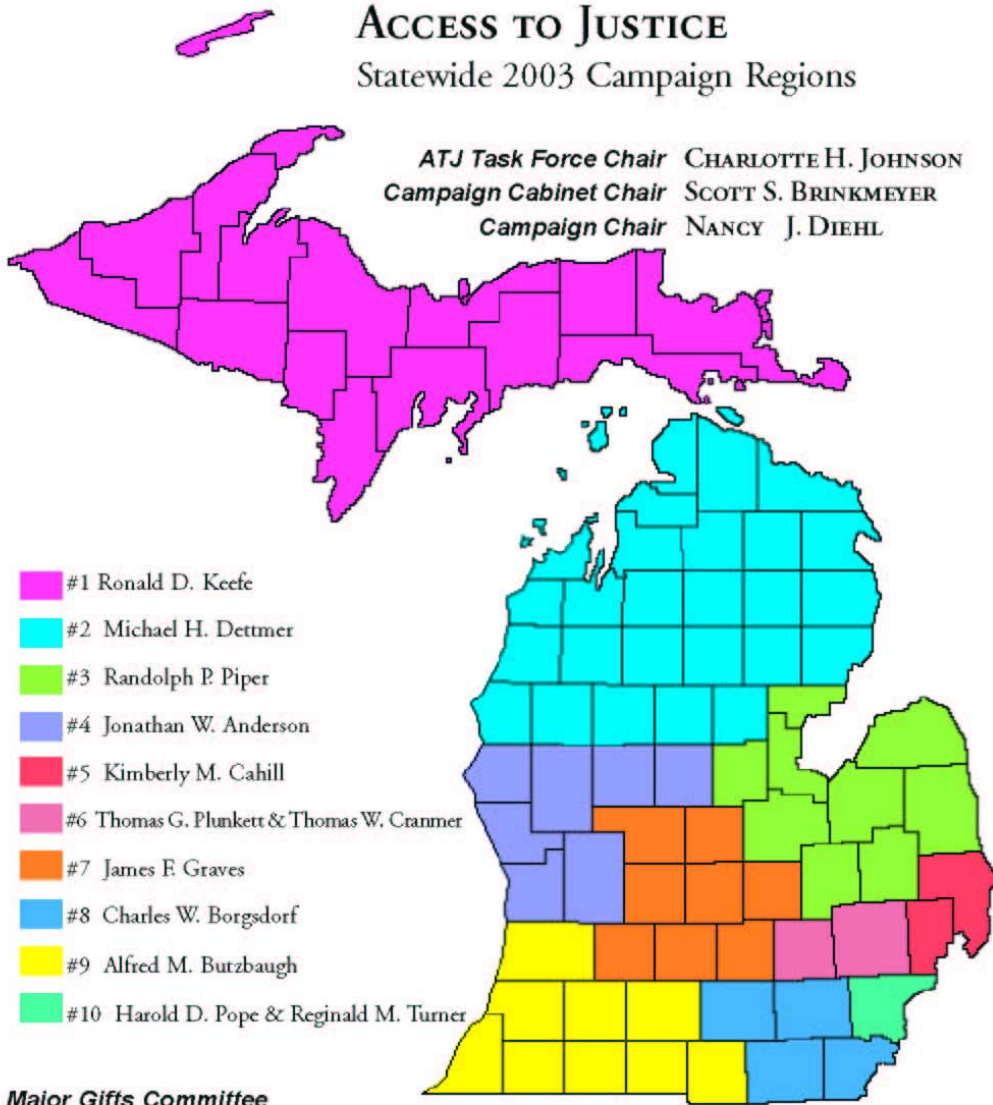 ACCESS TO JUSTICE
Statewide 2003 Campaign Regions
ATJ Task Force Chair CHARLOTTE H. JOHNSON
Campaign Cabinet Chair SCOTT S. BRINKMEYER
Campaign Chair NANCY J. DIEHL
#1 Ronald D. Keefe
#2 Michael H. Dettmer
#3 Randolph P. Piper
#4 Jonathan W. Anderson
#5 Kimberly M. Cahill
#6 Thomas G. Plunkett & Thomas W. Cranmer
#7 James F. Graves
#8 Charles W. Borgsdorf
#9 Alfred M. Butzbaugh
#10 Harold D. Pope & Reginald M. Turner
Major Gifts Committee